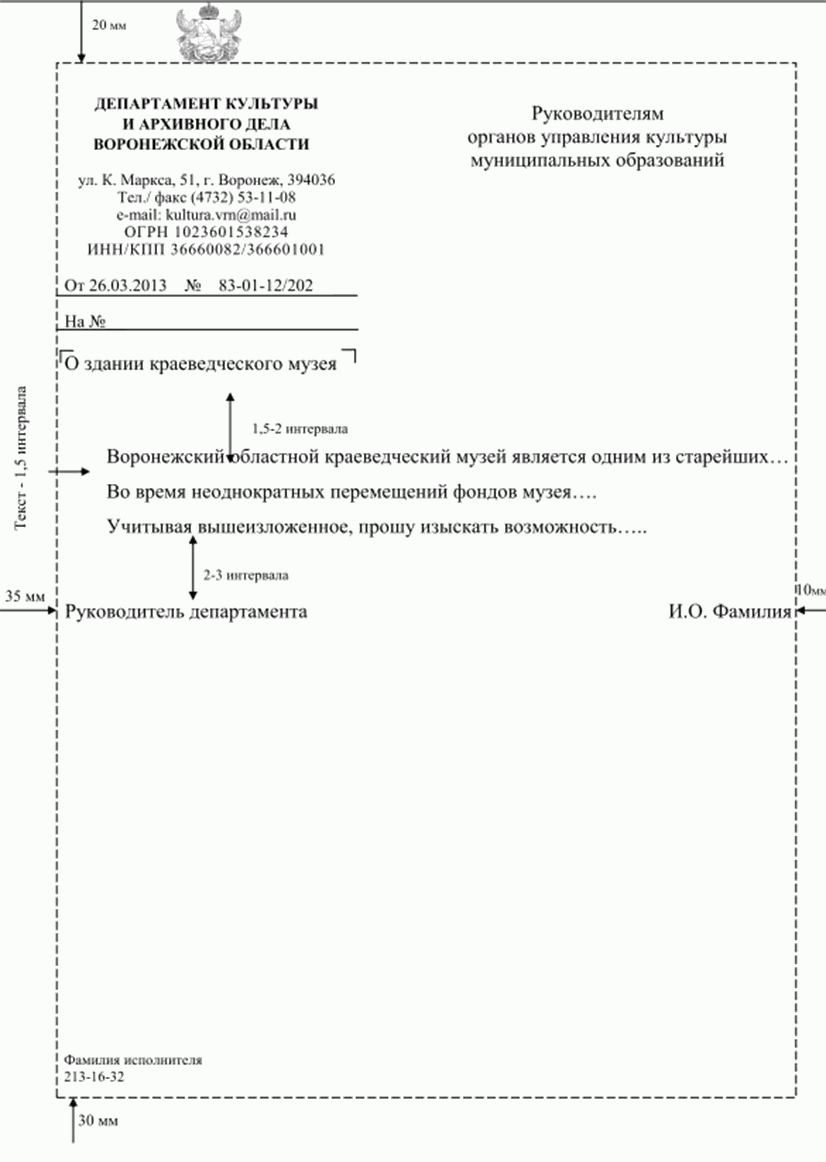 20 мм
ДЕПАРТАМЕНТ КУЛЬТУРЫ
И АРХИВНОГО ДЕЛА
ВОРОНЕЖСКОЙ ОБЛАСТИ
ул. К. Маркса, 51, г. Воронеж, 394036
Тел./ факс (4732) 53-11-08
e-mail: kultura.vrn@mail.ru
ОГРН 1023601538234
ИНН/КПП 36660082/366601001
От 26.03.2013 № 83-01-12/202
На №
Руководителям
органов управления культуры
муниципальных образований
О здании краеведческого музея
1,5-2 интервала
Текст - 1,5 интервала
Воронежский областной краеведческий музей является одним из старейших…
Во время неоднократных перемещений фондов музея….
Учитывая вышеизложенное, прошу изыскать возможность…..
2-3 интервала
35 мм
10мм
Руководитель департамента И.О. Фамилия
Фамилия исполнителя
213-16-32
30 мм